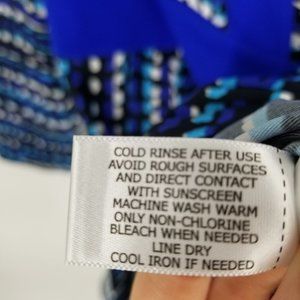 COLD RINSE AFTER USE
AVOID ROUGH SURFACES
AND DIRECT CONTACT
WITH SUNSCREEN
MACHINE WASH WARM
ONLY NON-CHLORINE
BLEACH WHEN NEEDED
LINE DRY
COOL IRON IF NEEDED